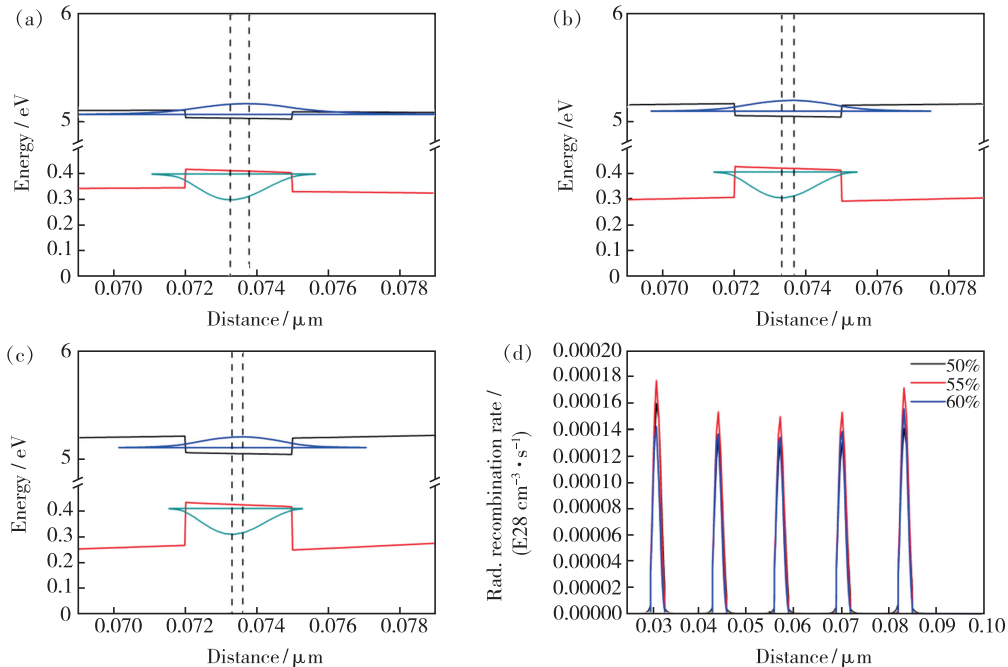 (a)
6
5
0.4
0.3
0.2
0.1
0
Energy / eV
0.070 0.072 0.074 0.076 0.078
Distance / μm
(b)
6
5
0.4
0.3
0.2
0.1
0
Energy / eV
0.070 0.072 0.074 0.076 0.078
Distance / μm
(c)
6
5
0.4
0.3
0.2
0.1
0
Energy / eV
0.070 0.072 0.074 0.076 0.078
Distance / μm
(d)
0.00020
0.00018
0.00016
0.00014
0.00012
0.00010
0.00008
0.00006
0.00004
0.00002
0.00000
Rad. recombination rate /
(E28 cm⁻³·s⁻¹)
50%
55%
60%
0.03 0.04 0.05 0.06 0.07 0.08 0.09 0.10
Distance / μm